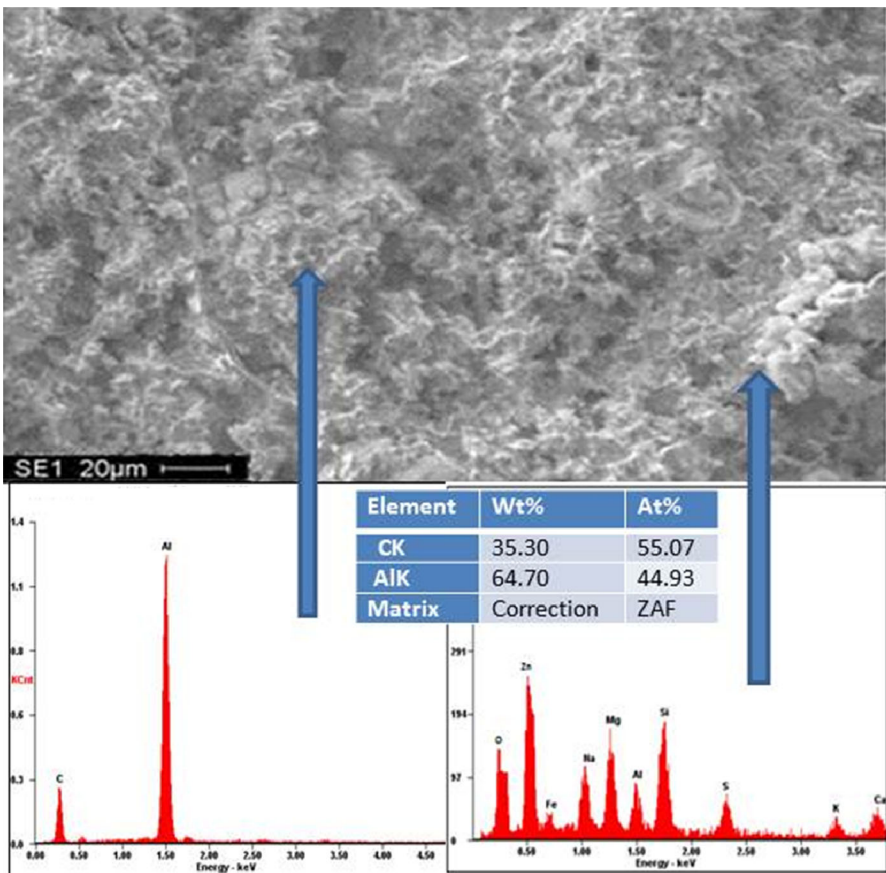 SE1 20µm
Element Wt% At%
CK 35.30 55.07
AlK 64.70 44.93
Matrix Correction ZAF
1.4
1.1
0.8
KCnt
0.6
0.3
0.0
Al
C
0.00 0.50 1.00 1.50 2.00 2.50 3.00 3.50 4.00 4.50
Energy - keV
291
194
97
0
O
Zn
Fe
Na
Mg
Al
Si
S
K
Ca
0.50 1.00 1.50 2.00 2.50 3.00 3.50
Energy - keV